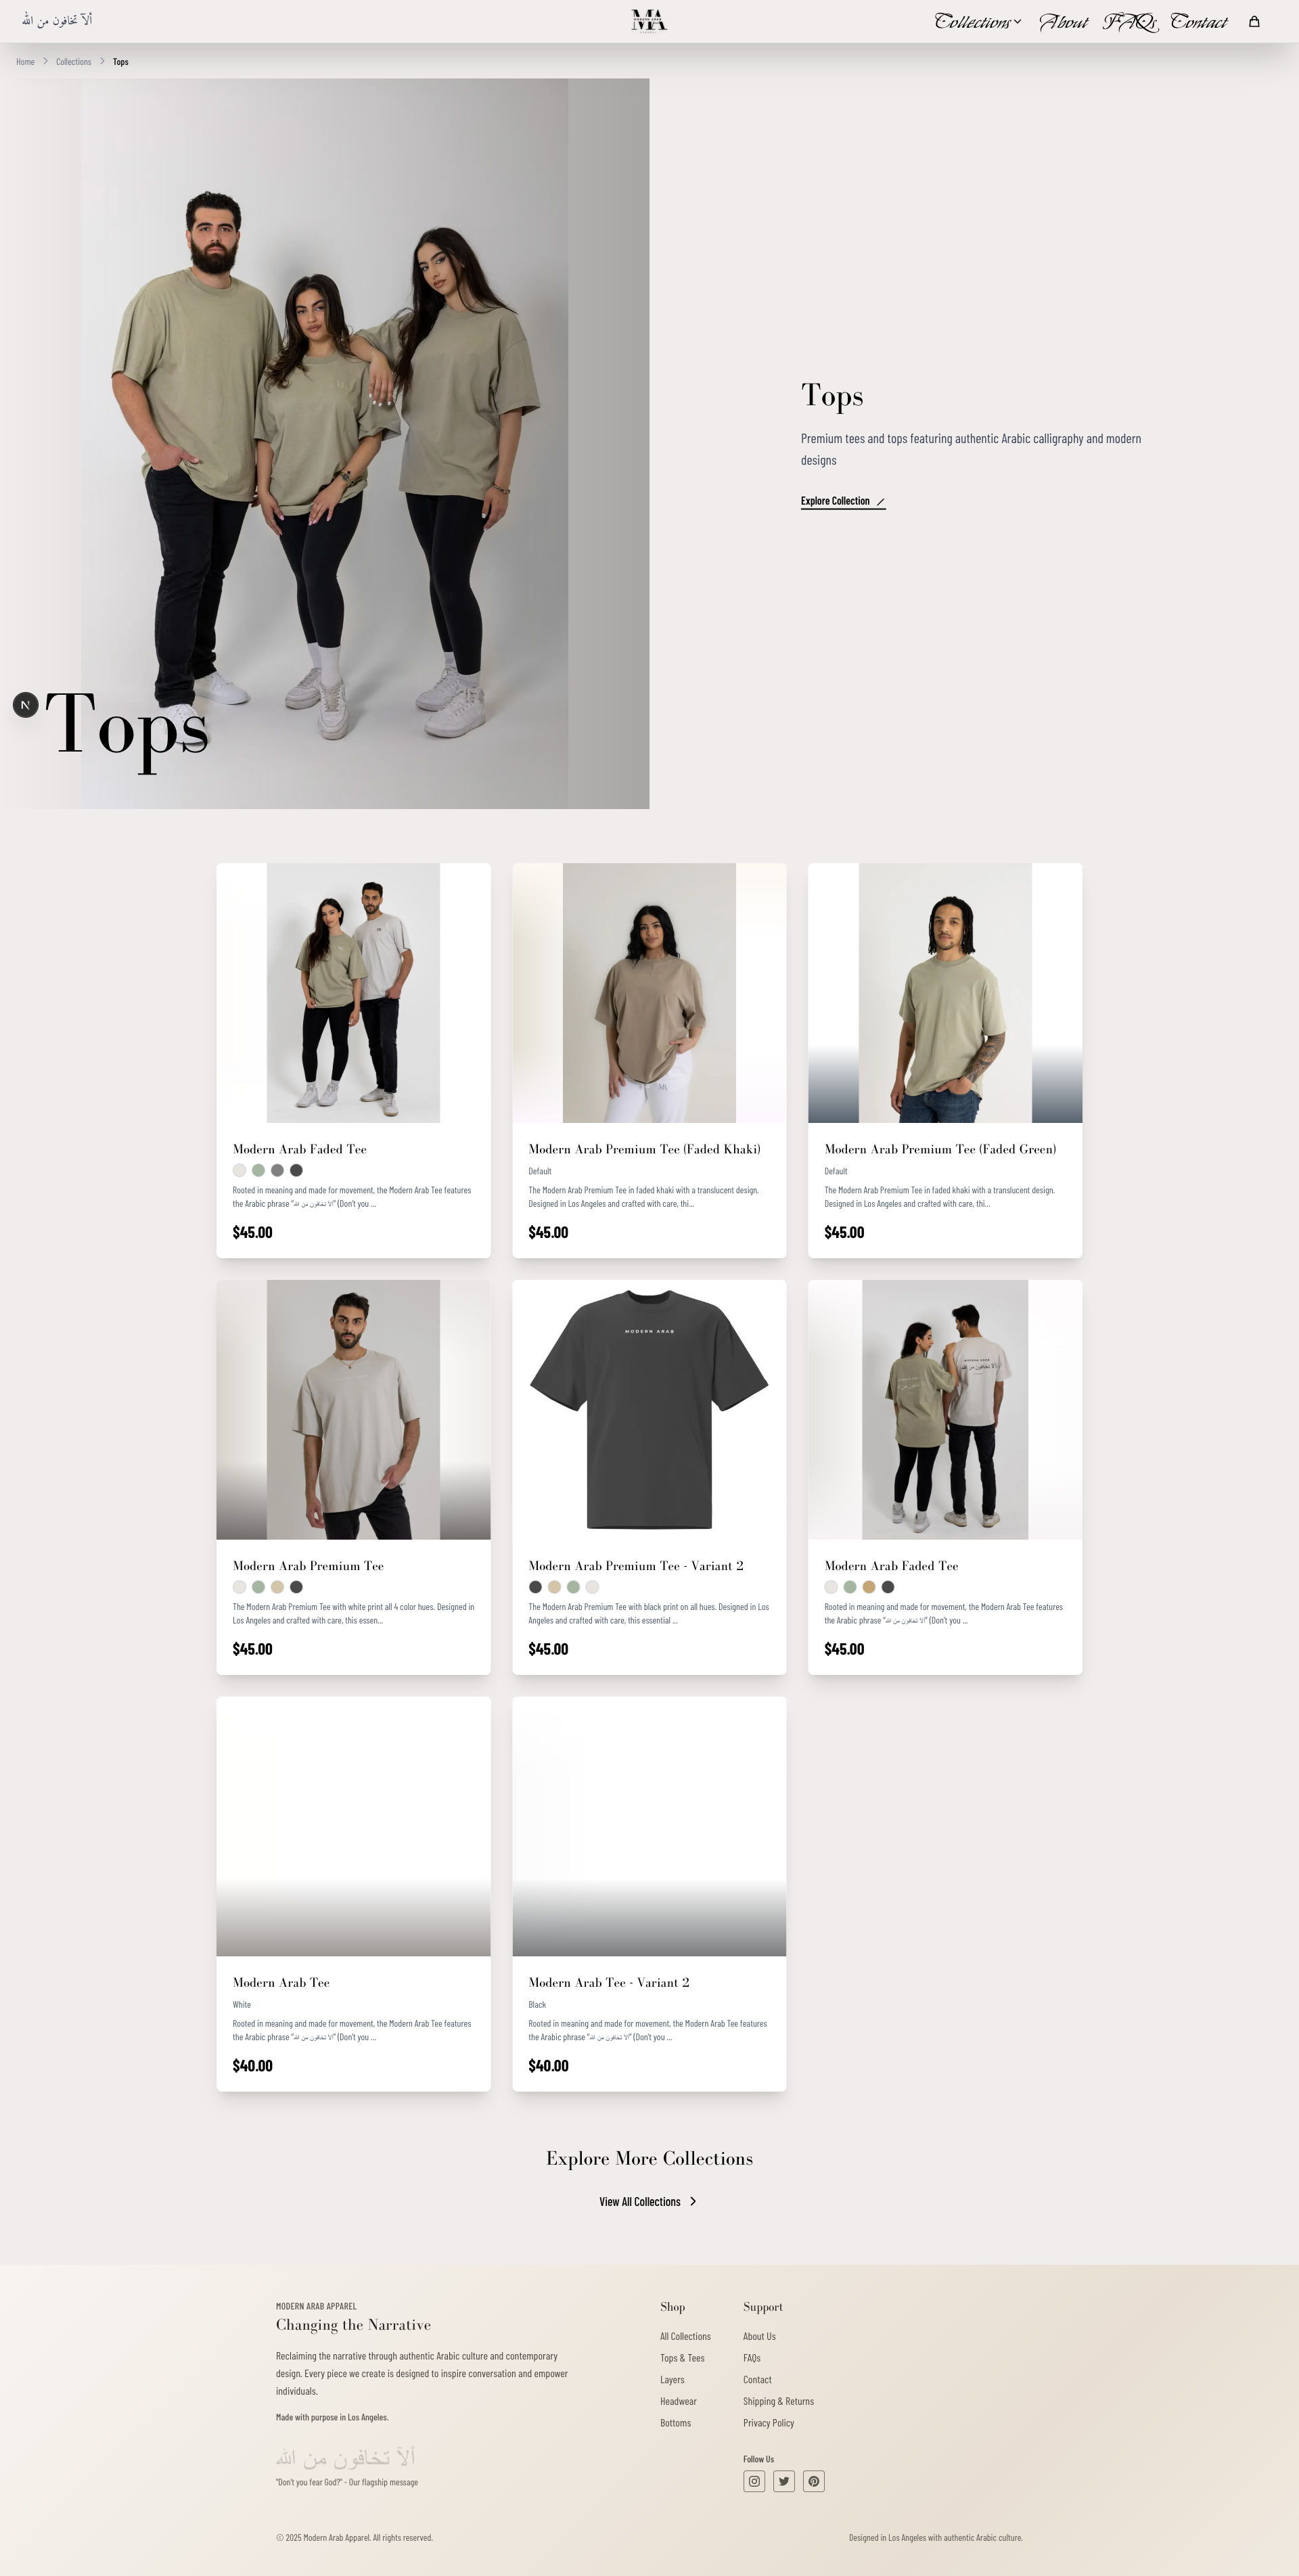 ألآ تخافون من الله
MA
Collections
About
FAQs
Contact
Home
Collections
Tops
Tops
Premium tees and tops featuring authentic Arabic calligraphy and modern
designs
Explore Collection
N
Tops
Modern Arab Faded Tee
Rooted in meaning and made for movement, the Modern Arab Tee features
the Arabic phrase "ألا تخافون من الله" (Don't you ...
$45.00
Modern Arab Premium Tee (Faded Khaki)
Default
The Modern Arab Premium Tee in faded khaki with a translucent design.
Designed in Los Angeles and crafted with care, thi...
$45.00
Modern Arab Premium Tee (Faded Green)
Default
The Modern Arab Premium Tee in faded khaki with a translucent design.
Designed in Los Angeles and crafted with care, thi...
$45.00
Modern Arab Premium Tee
The Modern Arab Premium Tee with white print all 4 color hues. Designed in
Los Angeles and crafted with care, this essen...
$45.00
MODERN ARAB
Modern Arab Premium Tee - Variant 2
The Modern Arab Premium Tee with black print on all hues. Designed in Los
Angeles and crafted with care, this essential ...
$45.00
Modern Arab Faded Tee
Rooted in meaning and made for movement, the Modern Arab Tee features
the Arabic phrase "ألا تخافون من الله" (Don't you ...
$45.00
Modern Arab Tee
White
Rooted in meaning and made for movement, the Modern Arab Tee features
the Arabic phrase "ألا تخافون من الله" (Don't you ...
$40.00
Modern Arab Tee - Variant 2
Black
Rooted in meaning and made for movement, the Modern Arab Tee features
the Arabic phrase "ألا تخافون من الله" (Don't you ...
$40.00
Explore More Collections
View All Collections
MODERN ARAB APPAREL
Changing the Narrative
Reclaiming the narrative through authentic Arabic culture and contemporary
design. Every piece we create is designed to inspire conversation and empower
individuals.
Made with purpose in Los Angeles.
ألآ تخافون من الله
"Don't you fear God?" - Our flagship message
Shop
All Collections
Tops & Tees
Layers
Headwear
Bottoms
Support
About Us
FAQs
Contact
Shipping & Returns
Privacy Policy
Follow Us
© 2025 Modern Arab Apparel. All rights reserved.
Designed in Los Angeles with authentic Arabic culture.